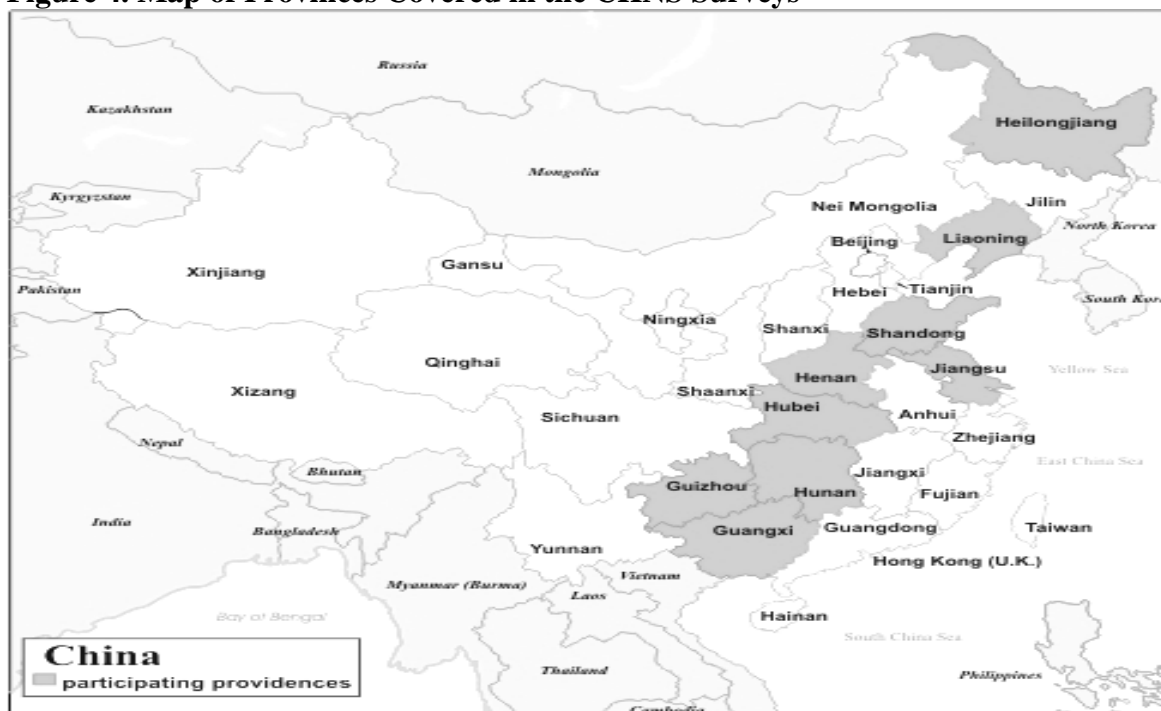 Figure 4. Map of Provinces Covered in the CHNS Surveys
Russia
Kazakhstan
Heilongjiang
Mongolia
Kyrgyzstan
Nei Mongolia
Jilin
North Korea
Beijing
Liaoning
Xinjiang
Gansu
Pakistan
Hebei
Tianjin
South Kor
Ningxia
Shanxi
Shandong
Qinghai
Yellow Sea
Henan
Jiangsu
Xizang
Shaanxi
Hubei
Sichuan
Anhui
Zhejiang
Nepal
East China Sea
Bhutan
Jiangxi
Guizhou
Hunan
Fujian
India
Bangladesh
Guangxi
Guangdong
Taiwan
Yunnan
Hong Kong (U.K.)
Myanmar (Burma)
Vietnam
Laos
Bay of Bengal
Hainan
South China Sea
China
participating providences
Thailand
Philippines
Cambodia